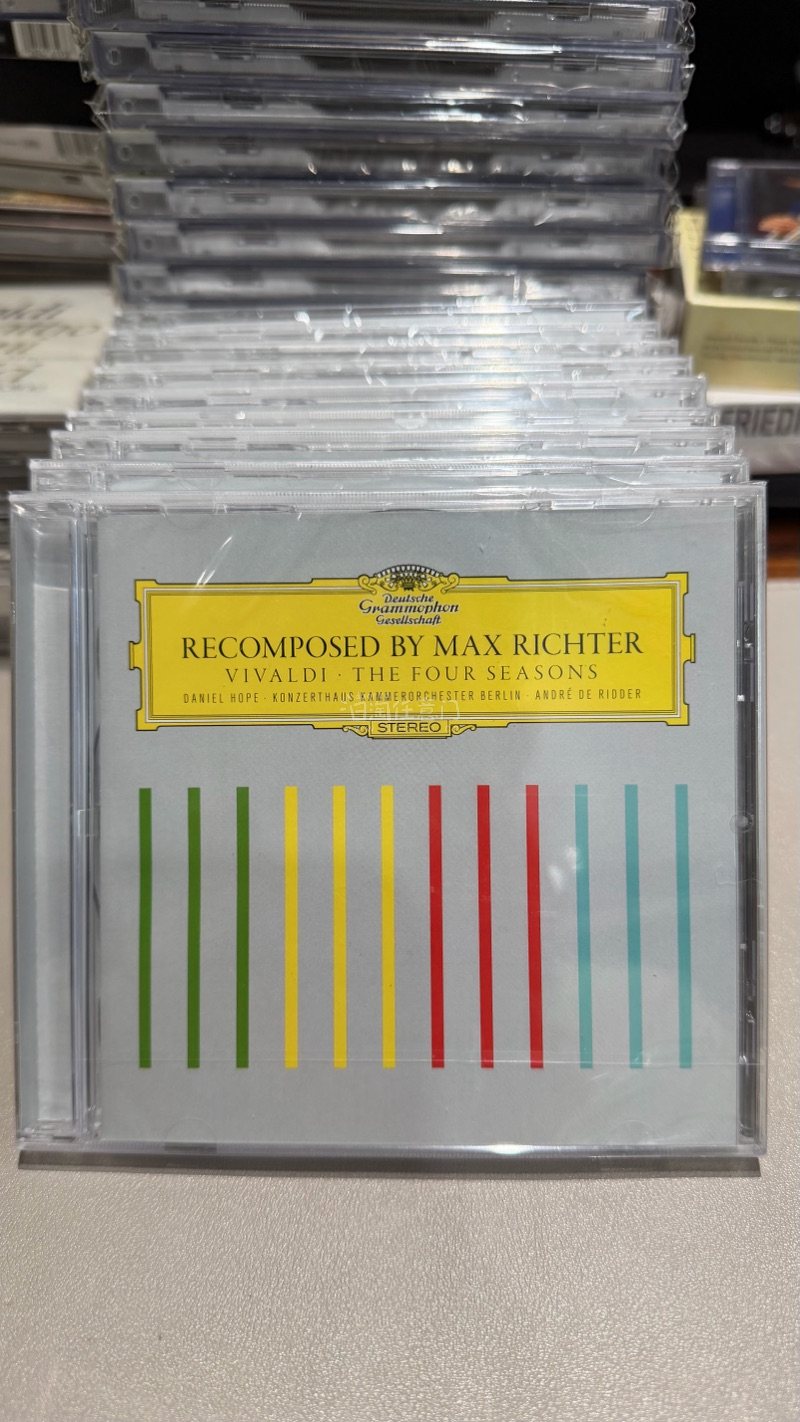 Deutsche
Grammophon
Gesellschaft
RECOMPOSED BY MAX RICHTER
VIVALDI · THE FOUR SEASONS
DANIEL HOPE · KONZERTHAUS KAMMERORCHESTER BERLIN · ANDRÉ DE RIDDER
STEREO
FRIEDR